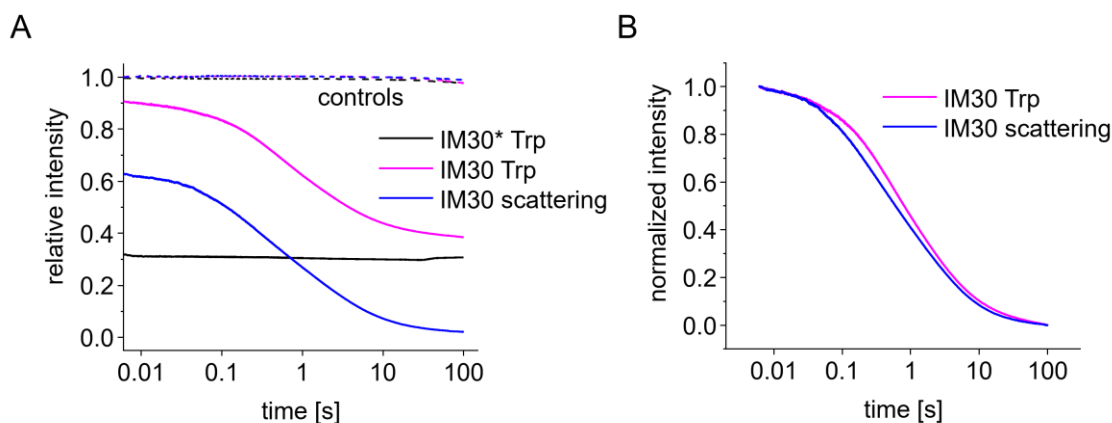 A
relative intensity
1.0
0.8
0.6
0.4
0.2
0.0
controls
IM30* Trp
IM30 Trp
IM30 scattering
0.01 0.1 1 10 100
time [s]
B
normalized intensity
1.0
0.8
0.6
0.4
0.2
0.0
IM30 Trp
IM30 scattering
0.01 0.1 1 10 100
time [s]